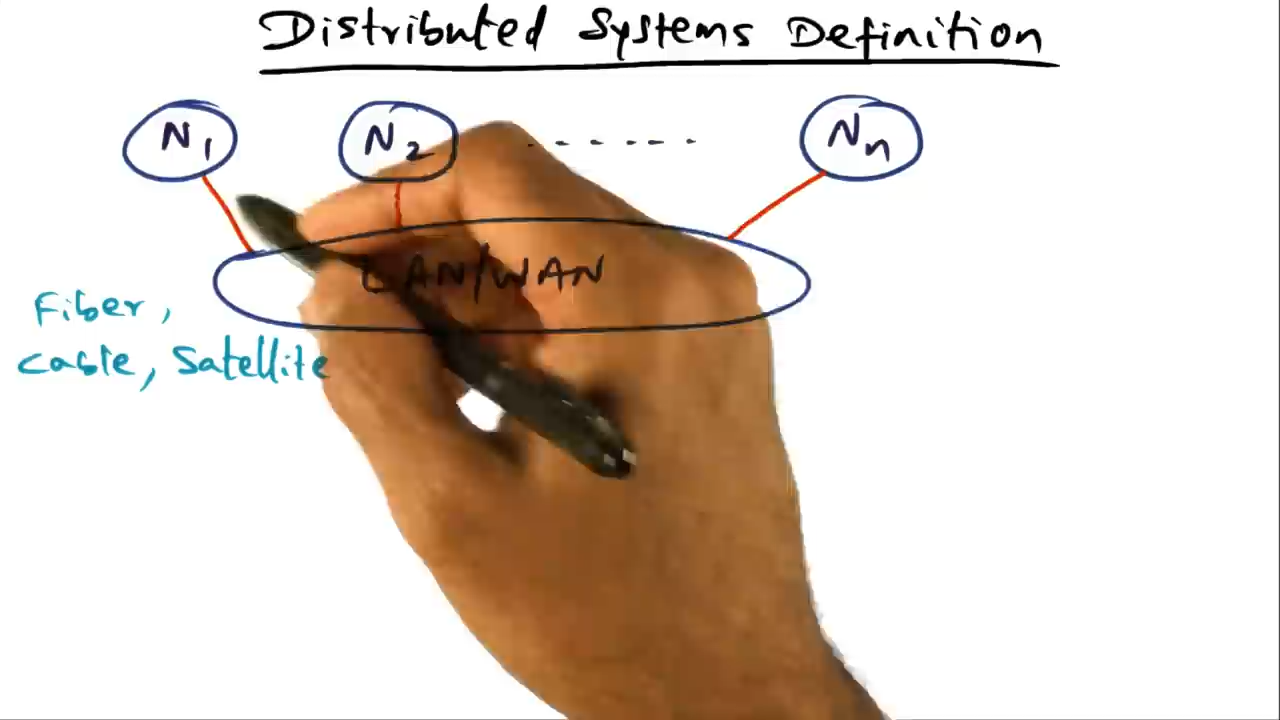 Distributed Systems Definition
N1 N2 ...... Nn
LAN/WAN
Fiber,
Cable, Satellite